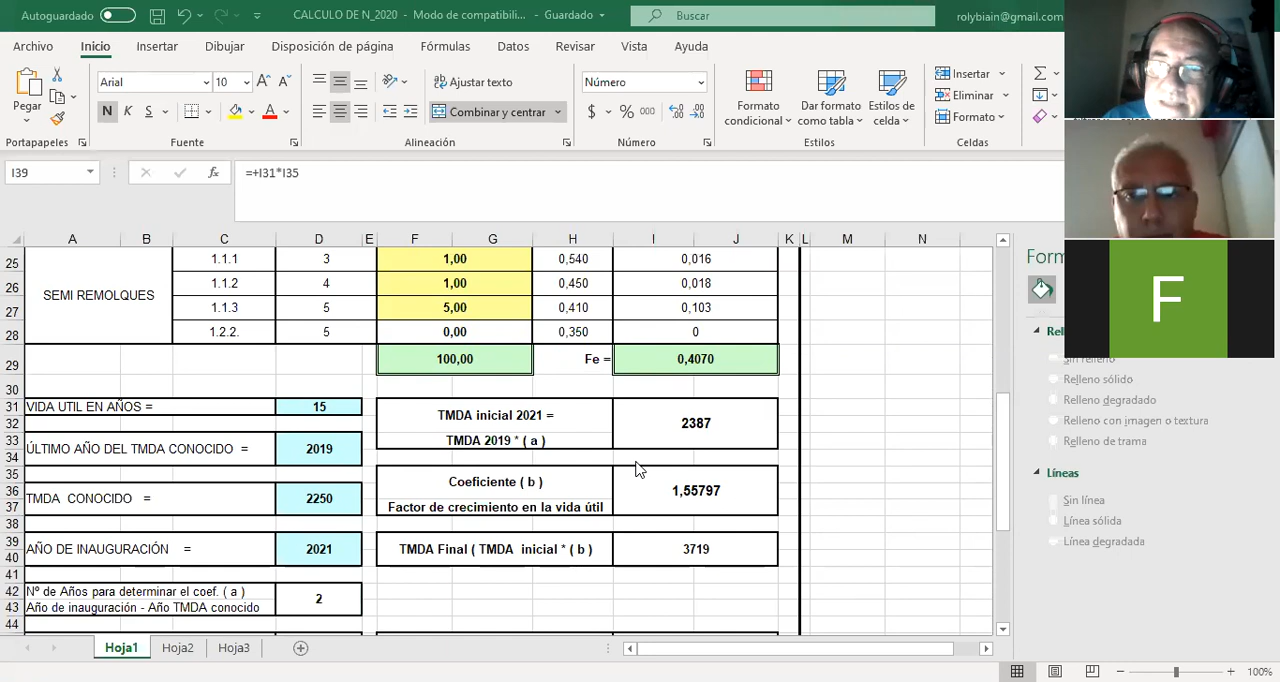 Autoguardado
CALCULO DE N_2020 - Modo de compatibili... - Guardado
Buscar
rolybiain@gmail.com
Archivo Inicio Insertar Dibujar Disposición de página Fórmulas Datos Revisar Vista Ayuda
Pegar
Arial 10
N K S
Ajustar texto
Combinar y centrar
Número
$ % 000
Formato condicional
Dar formato como tabla
Estilos de celda
Insertar
Eliminar
Formato
Portapapeles Fuente Alineación Número Estilos Celdas
I39 fx =+I31*I35
A B C D E F G H I J K L M N
25 1.1.1 3 1,00 0,540 0,016
26 SEMI REMOLQUES 1.1.2 4 1,00 0,450 0,018
27 1.1.3 5 5,00 0,410 0,103
28 1.2.2. 5 0,00 0,350 0
29 100,00 Fe = 0,4070
30
31 VIDA UTIL EN AÑOS = 15 TMDA inicial 2021 = 2387
32
33 ÚLTIMO AÑO DEL TMDA CONOCIDO = 2019 TMDA 2019 * ( a )
34
35 Coeficiente ( b ) 1,55797
36 TMDA CONOCIDO = 2250
37 Factor de crecimiento en la vida útil
38
39 AÑO DE INAUGURACIÓN = 2021 TMDA Final ( TMDA inicial * ( b ) 3719
40
41
42 Nº de Años para determinar el coef. ( a ) 2
43 Año de inauguración - Año TMDA conocido
44
Hoja1 Hoja2 Hoja3
100%
Form
Sin relleno
Relleno sólido
Relleno degradado
Relleno con imagen o textura
Relleno de trama
Líneas
Sin línea
Línea sólida
Línea degradada
F